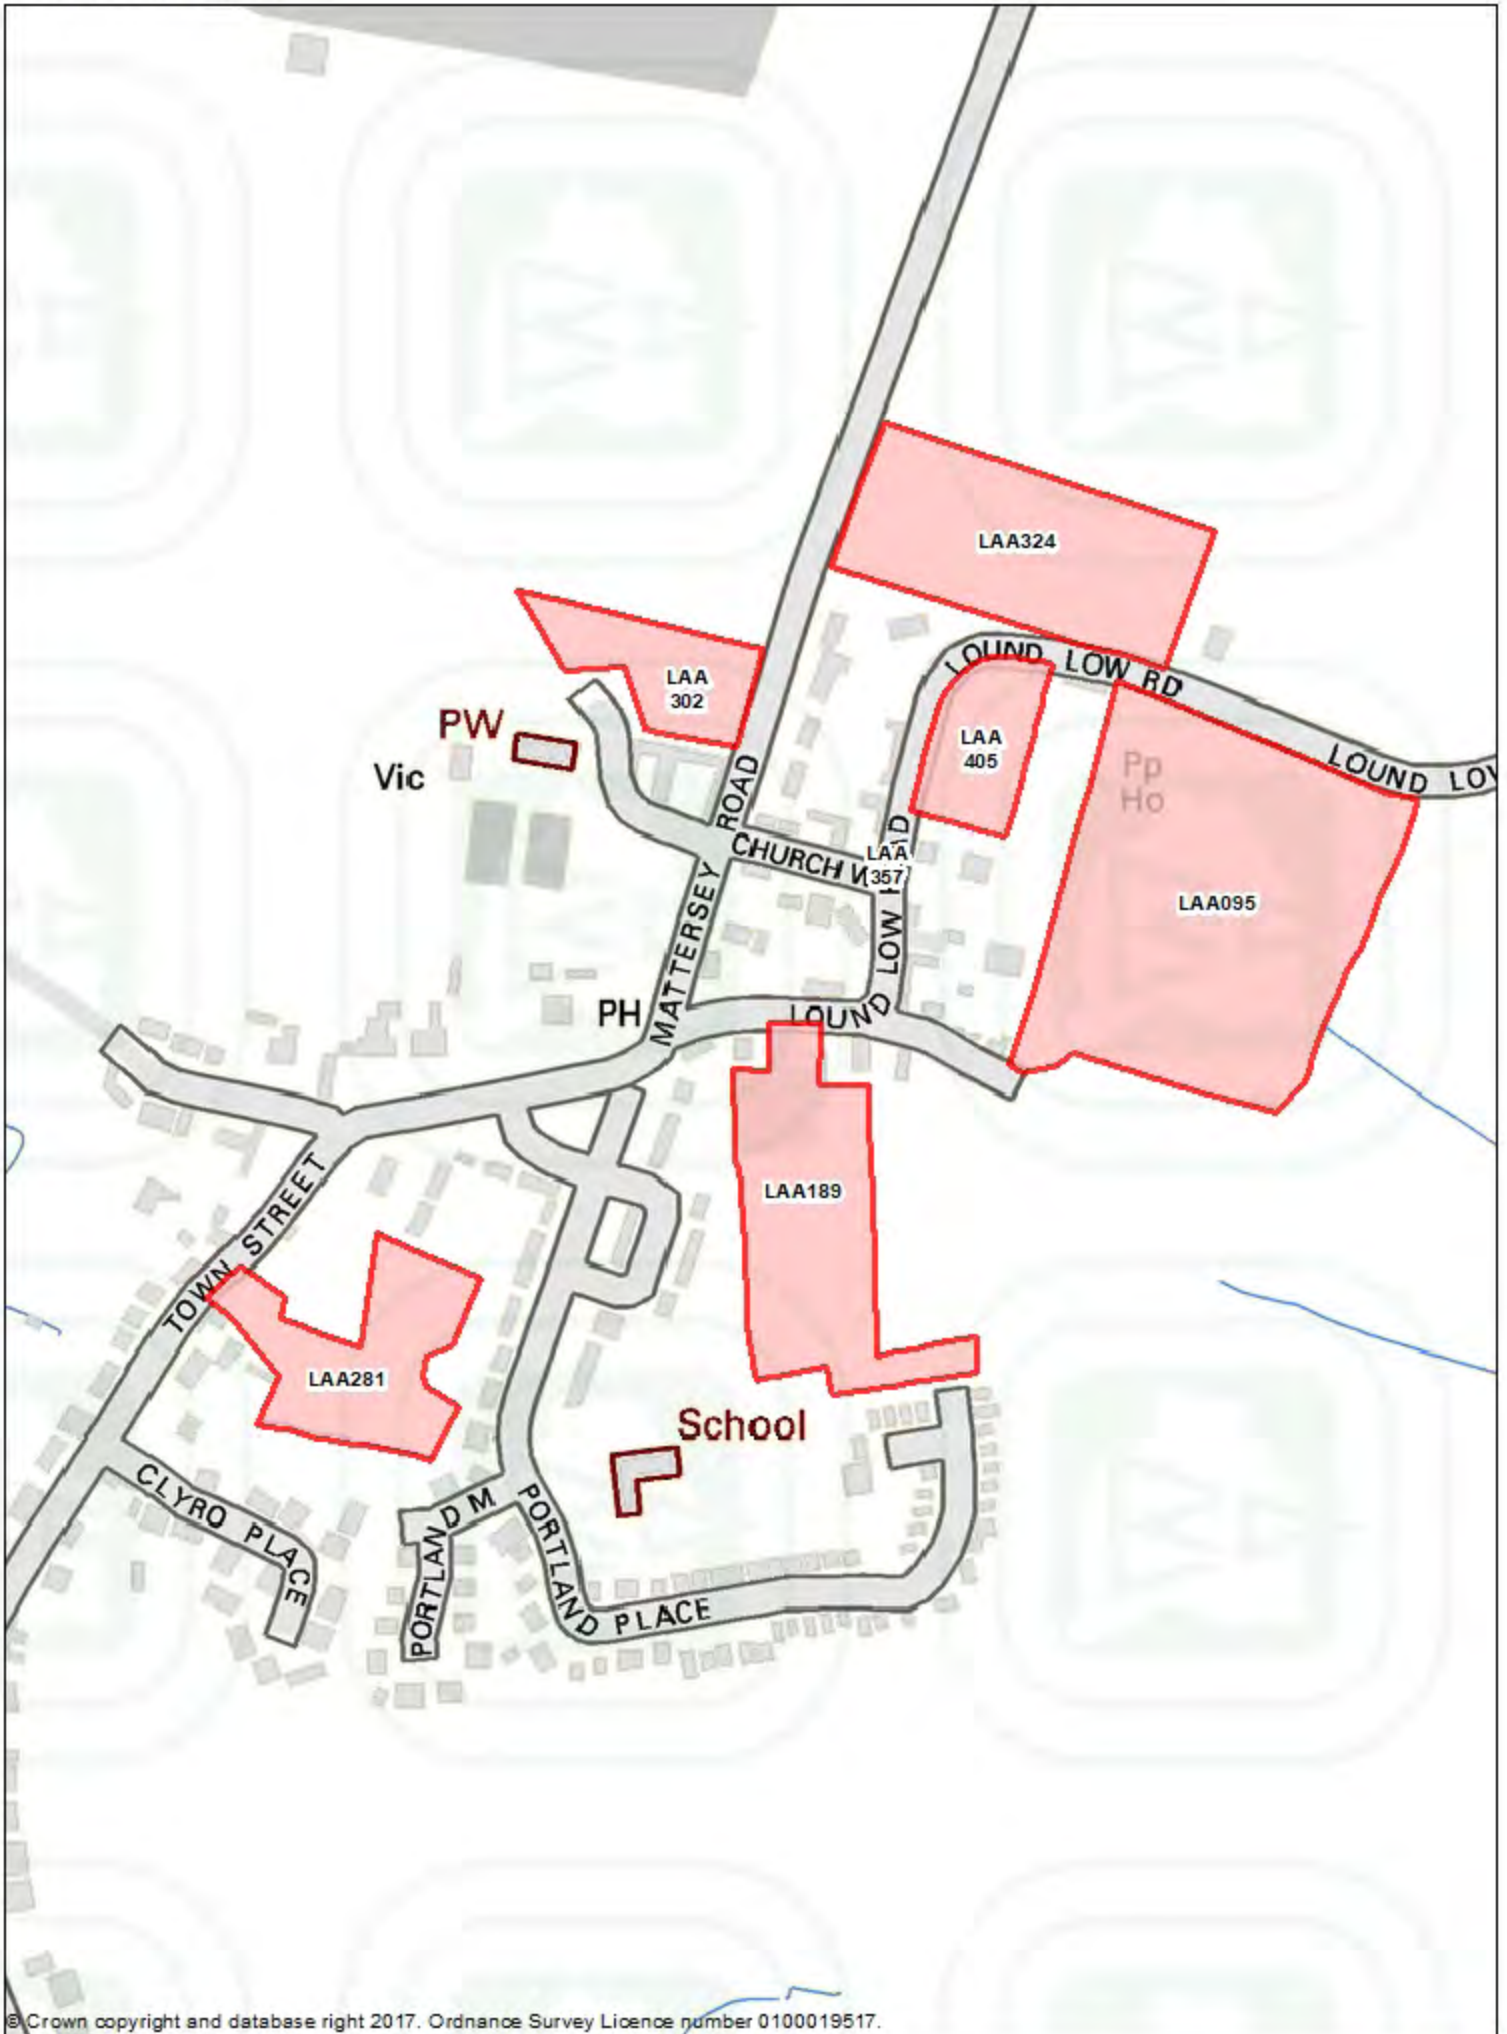 LAA324
LOUND LOW RD
LAA
302
PW
LAA
405
Vic
Pp
Ho
LOUND LOW
ROAD
CHURCH W
LAA
357
LAA095
MATTERSEY
LOW
PH
LOUND
LAA189
TOWN STREET
LAA281
School
CLYRO PLACE
PORTLAND M
PORTLAND PLACE
© Crown copyright and database right 2017. Ordnance Survey Licence number 0100019517.